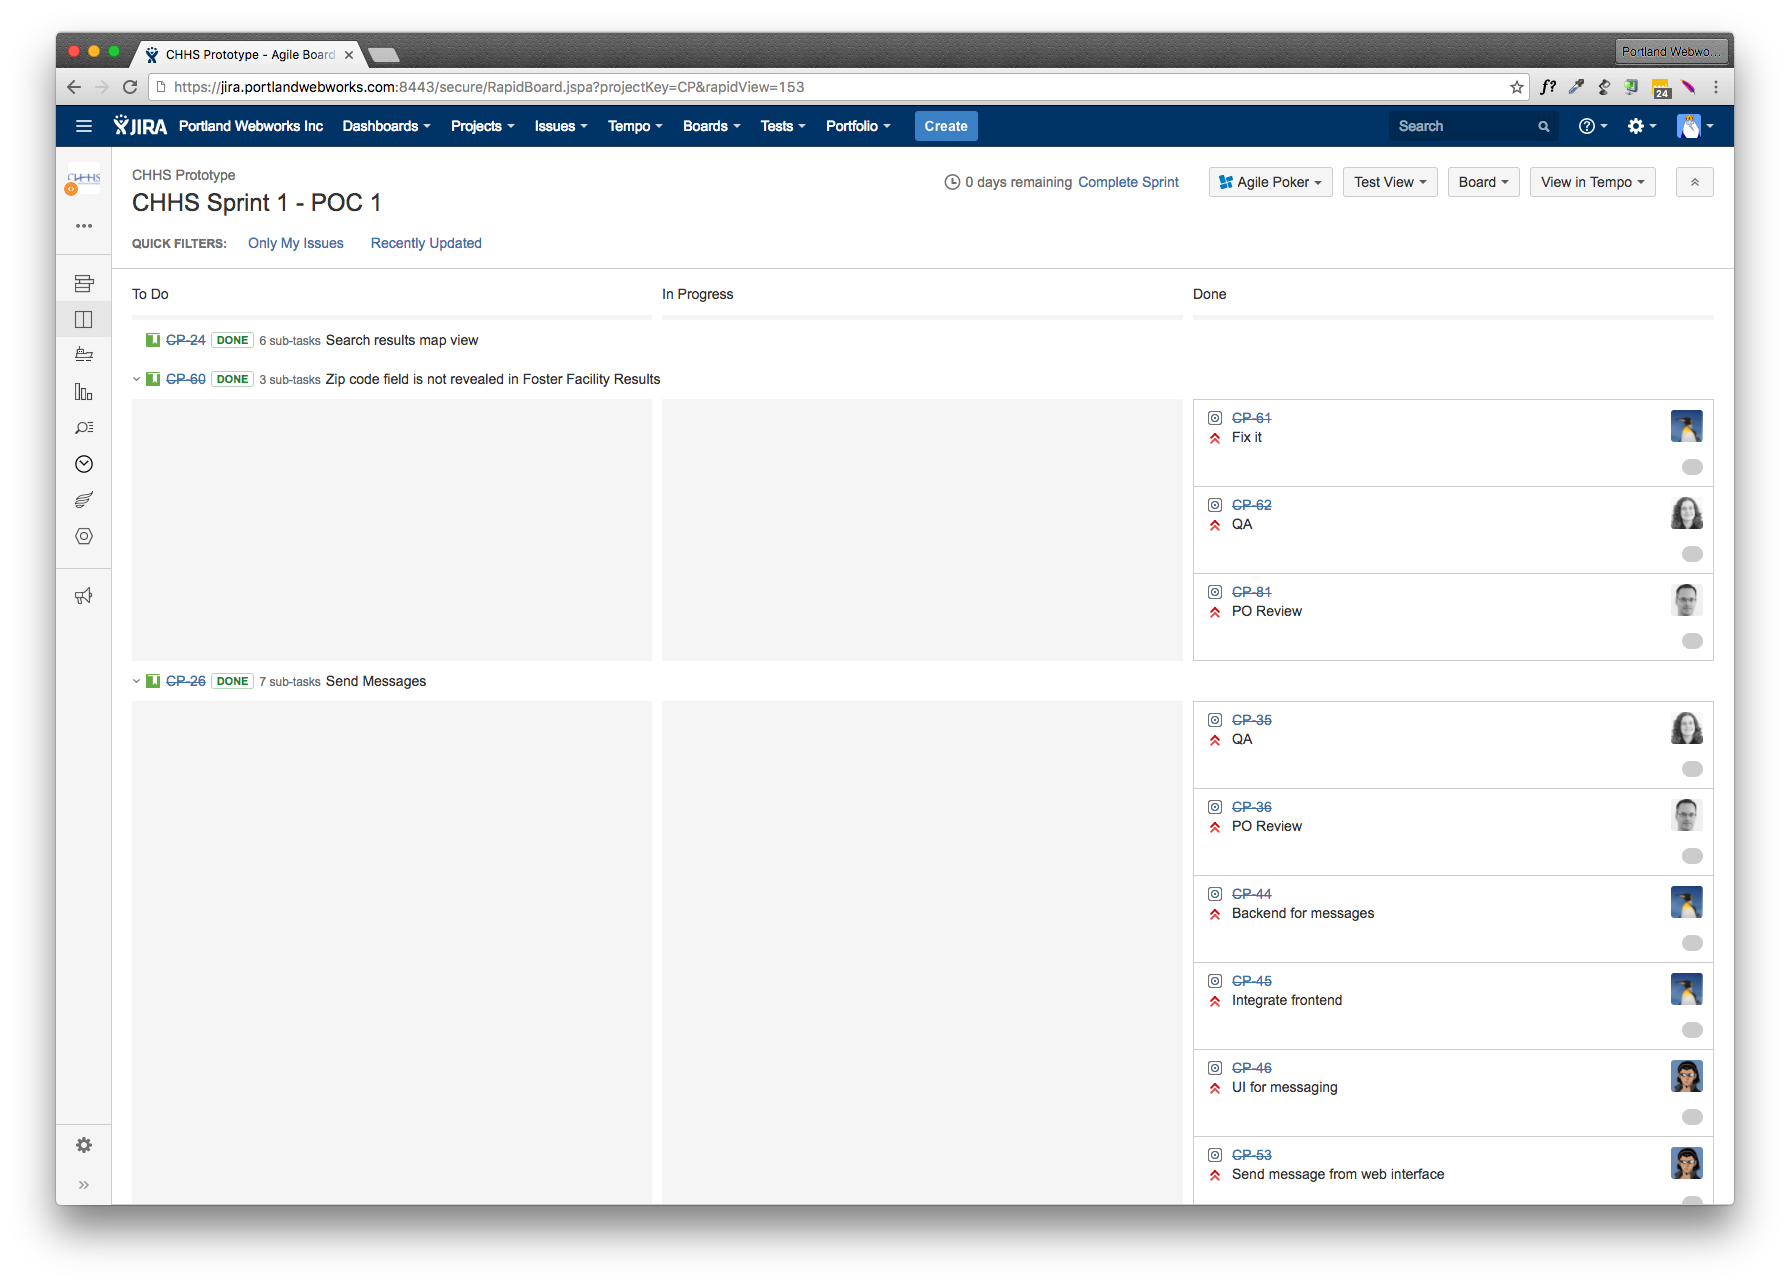 CHHS Prototype - Agile Board
Portland Webwo...
https://jira.portlandwebworks.com:8443/secure/RapidBoard.jspa?projectKey=CP&rapidView=153
f?
24
JIRA Portland Webworks Inc Dashboards Projects Issues Tempo Boards Tests Portfolio Create Search
CHHS
CHHS Prototype
CHHS Sprint 1 - POC 1
0 days remaining Complete Sprint Agile Poker Test View Board View in Tempo
QUICK FILTERS: Only My Issues Recently Updated
To Do In Progress Done
CP-24 DONE 6 sub-tasks Search results map view
CP-60 DONE 3 sub-tasks Zip code field is not revealed in Foster Facility Results
CP-61
Fix it
CP-62
QA
CP-81
PO Review
CP-26 DONE 7 sub-tasks Send Messages
CP-35
QA
CP-36
PO Review
CP-44
Backend for messages
CP-45
Integrate frontend
CP-46
UI for messaging
CP-53
Send message from web interface